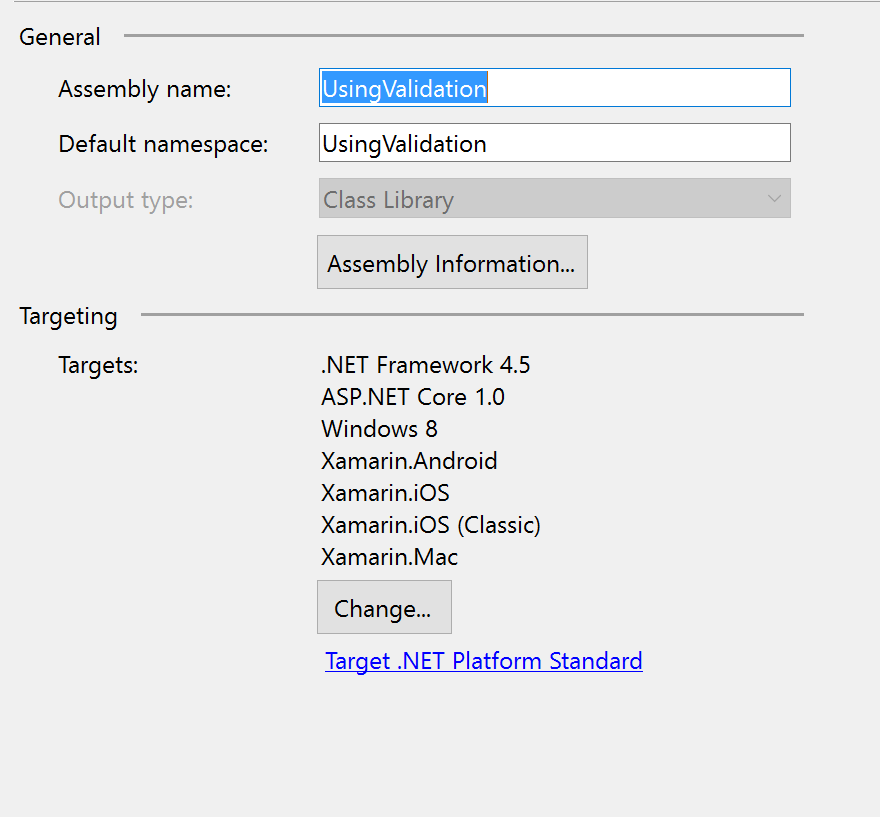 General
Assembly name: UsingValidation
Default namespace: UsingValidation
Output type: Class Library
Assembly Information...
Targeting
Targets: .NET Framework 4.5
ASP.NET Core 1.0
Windows 8
Xamarin.Android
Xamarin.iOS
Xamarin.iOS (Classic)
Xamarin.Mac
Change...
Target .NET Platform Standard